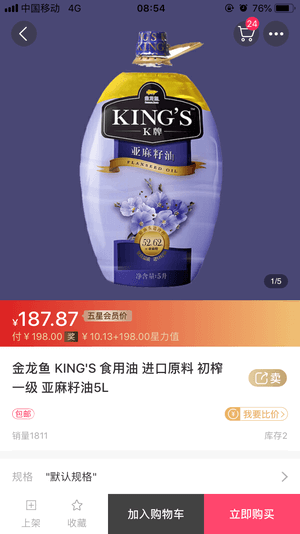 中国移动 4G
08:54
76%
24
JUST
KING'S
金龙鱼
KING'S
K牌
亚麻籽油
FLAXSEED OIL
净含量:5升
1/5
¥187.87 五星会员价
付￥198.00 奖 ￥10.13+198.00星力值
金龙鱼 KING'S 食用油 进口原料 初榨
一级 亚麻籽油5L
卖
包邮
我要比价>
销量1811
库存2
规格 "默认规格"
上架
收藏
加入购物车
立即购买